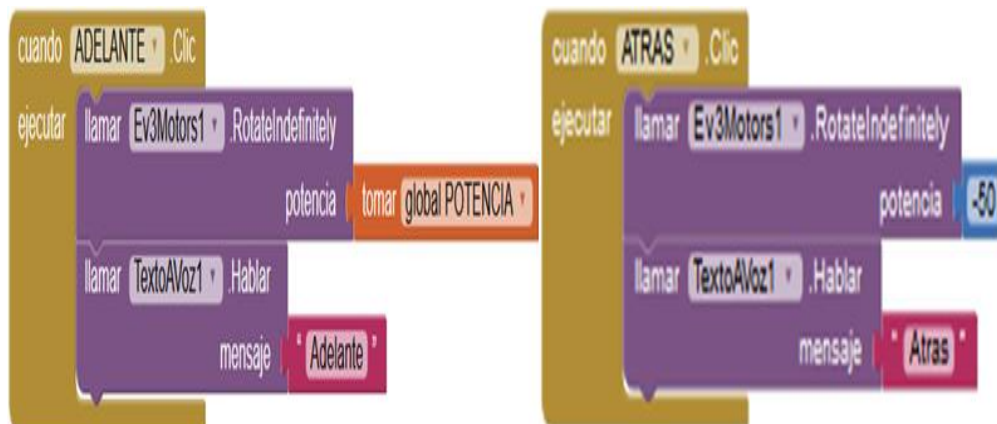 cuando ADELANTE .Clic
ejecutar llamar Ev3Motors1 .RotateIndefinitely
potencia tomar global POTENCIA
llamar TextoAVoz1 .Hablar
mensaje " Adelante "
cuando ATRAS .Clic
ejecutar llamar Ev3Motors1 .RotateIndefinitely
potencia -50
llamar TextoAVoz1 .Hablar
mensaje " Atras "